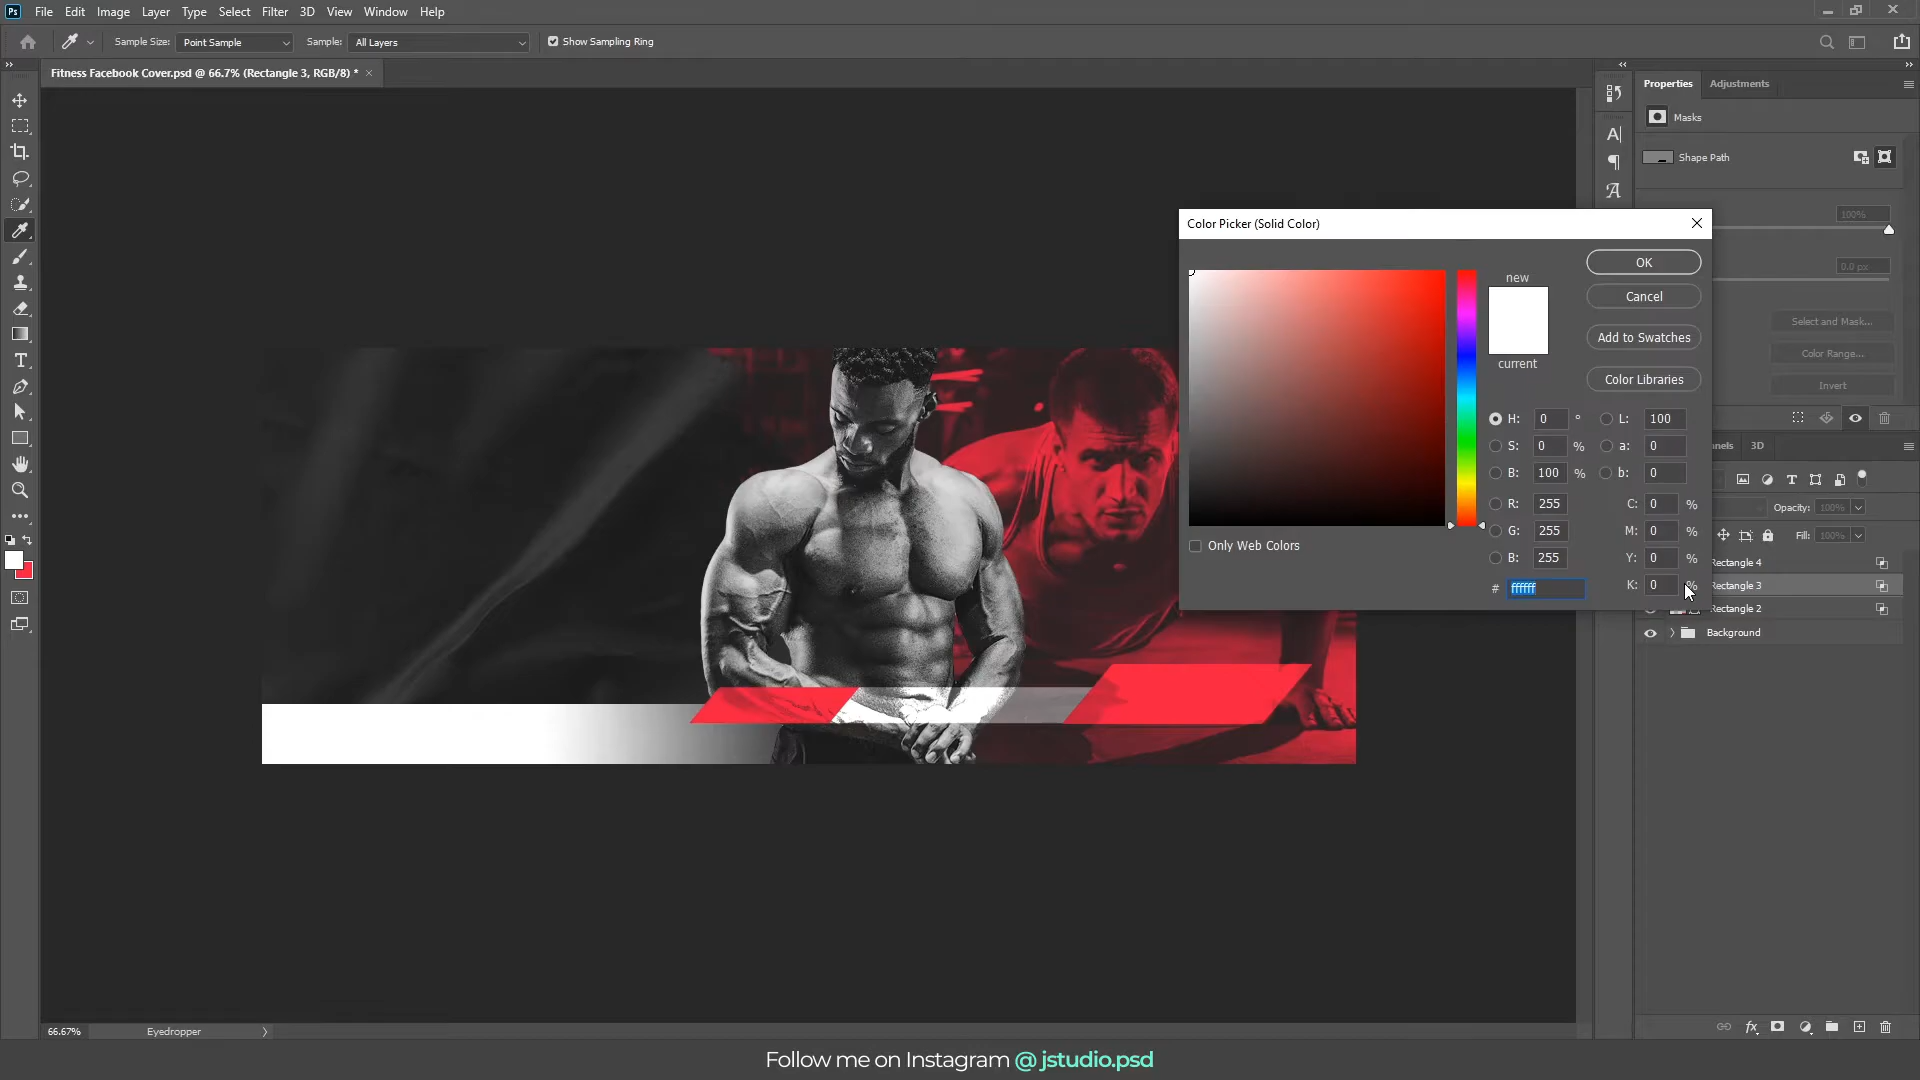 Ps File Edit Image Layer Type Select Filter 3D View Window Help
Sample Size: Point Sample Sample: All Layers Show Sampling Ring
Fitness Facebook Cover.psd @ 66.7% (Rectangle 3, RGB/8) * ×
Properties Adjustments
Masks
Shape Path
100%
0.0 px
Select and Mask...
Color Range...
Invert
Color Picker (Solid Color)
new
current
OK
Cancel
Add to Swatches
Color Libraries
H: 0 ° L: 100
S: 0 % a: 0
B: 100 % b: 0
R: 255 C: 0 %
G: 255 M: 0 %
B: 255 Y: 0 %
# ffffff K: 0 %
Only Web Colors
nnels 3D
Opacity: 100%
Fill: 100%
Rectangle 4
Rectangle 3
Rectangle 2
Background
66.67% Eyedropper
Follow me on Instagram @ jstudio.psd